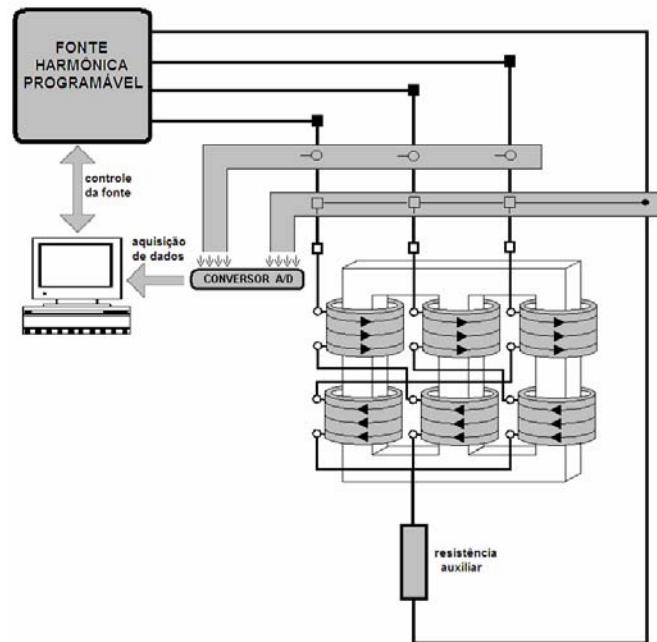 FONTE
HARMÔNICA
PROGRAMÁVEL
controle
da fonte
aquisição
de dados
CONVERSOR A/D
resistência
auxiliar